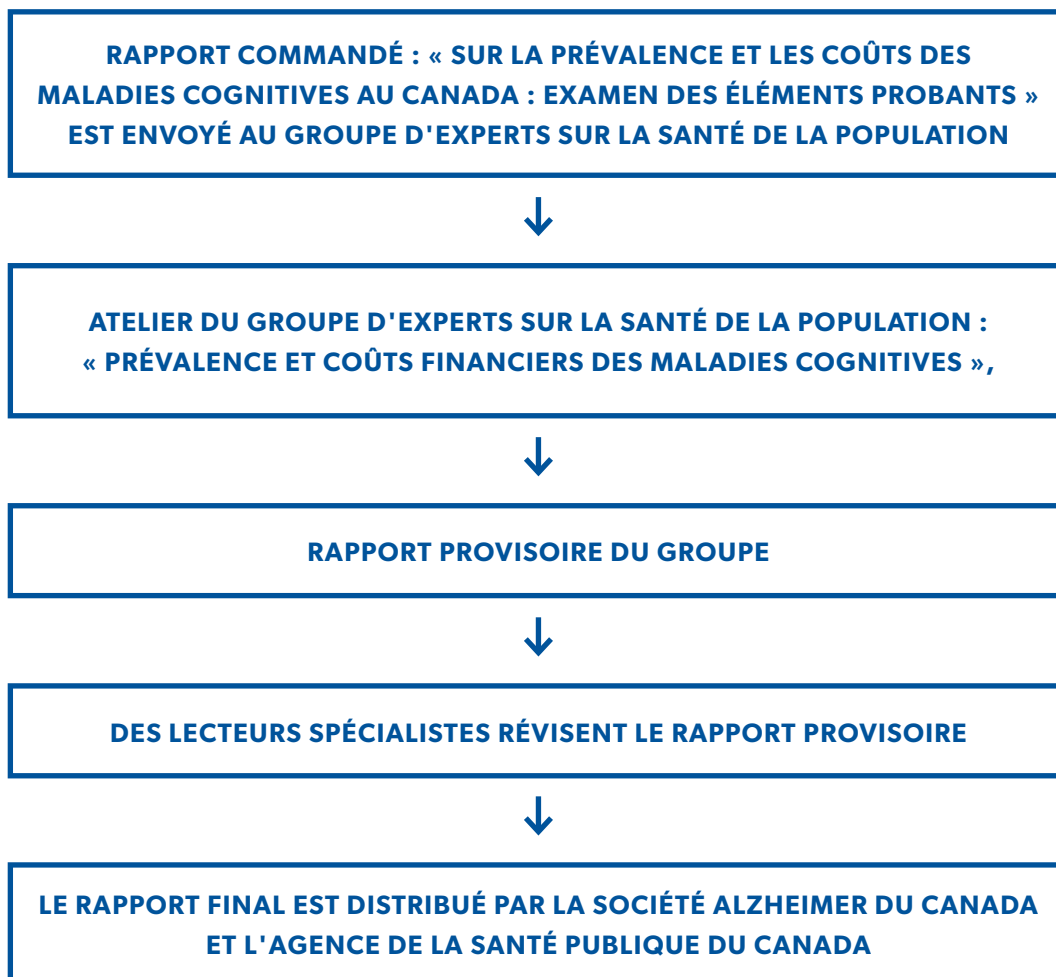 RAPPORT COMMANDÉ : « SUR LA PRÉVALENCE ET LES COÛTS DES
MALADIES COGNITIVES AU CANADA : EXAMEN DES ÉLÉMENTS PROBANTS »
EST ENVOYÉ AU GROUPE D'EXPERTS SUR LA SANTÉ DE LA POPULATION
ATELIER DU GROUPE D'EXPERTS SUR LA SANTÉ DE LA POPULATION :
« PRÉVALENCE ET COÛTS FINANCIERS DES MALADIES COGNITIVES »,
RAPPORT PROVISOIRE DU GROUPE
DES LECTEURS SPÉCIALISTES RÉVISENT LE RAPPORT PROVISOIRE
LE RAPPORT FINAL EST DISTRIBUÉ PAR LA SOCIÉTÉ ALZHEIMER DU CANADA
ET L'AGENCE DE LA SANTÉ PUBLIQUE DU CANADA